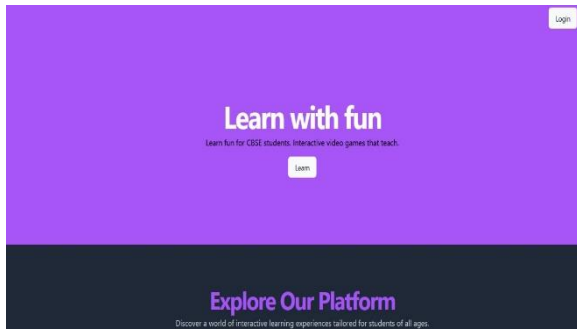 Login
Learn with fun
Learn fun for CBSE students. Interactive video games that teach.
Learn
Explore Our Platform
Discover a world of interactive learning experiences tailored for students of all ages.